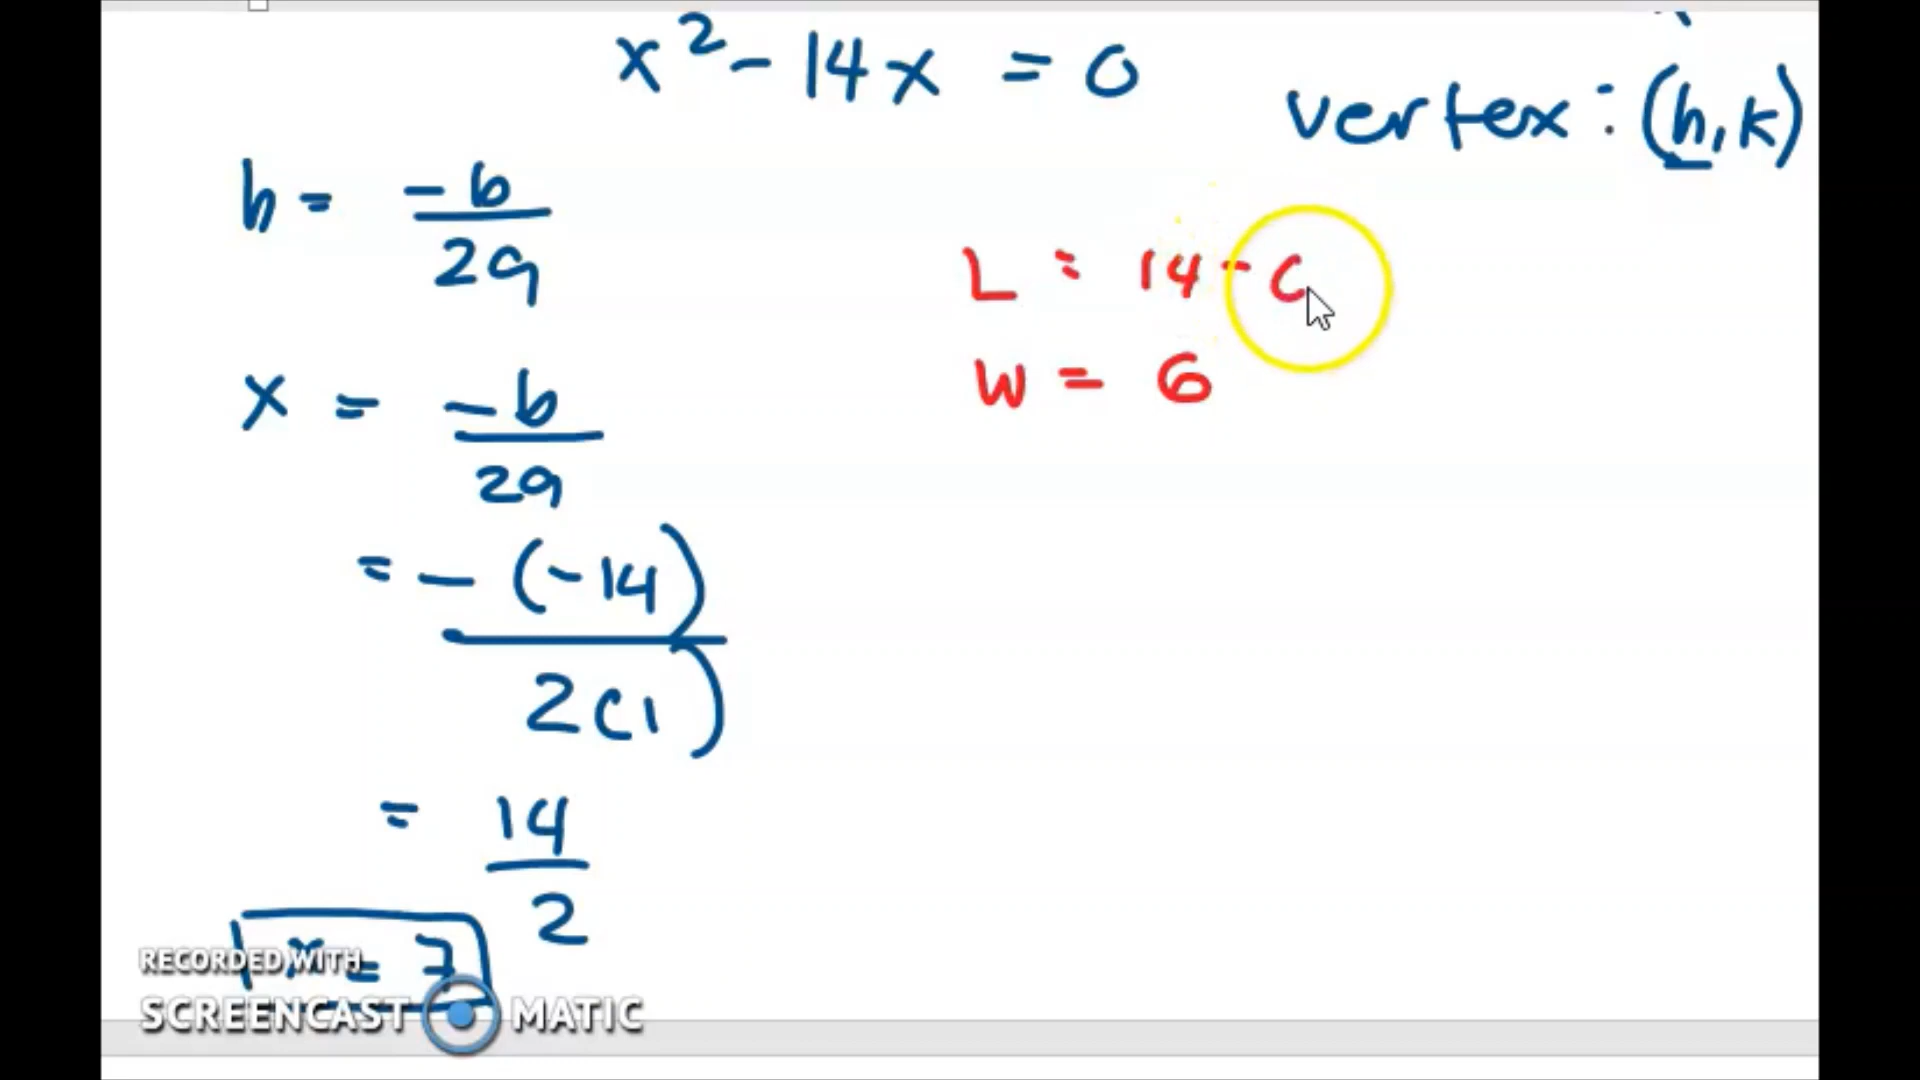 x² - 14x = 0
vertex : (h, k)
h = -b / 2a
L = 14 - 6
W = 6
x = -b / 2a
= -(-14) / 2(1)
= 14 / 2
x = 7
RECORDED WITH
SCREENCAST MATIC